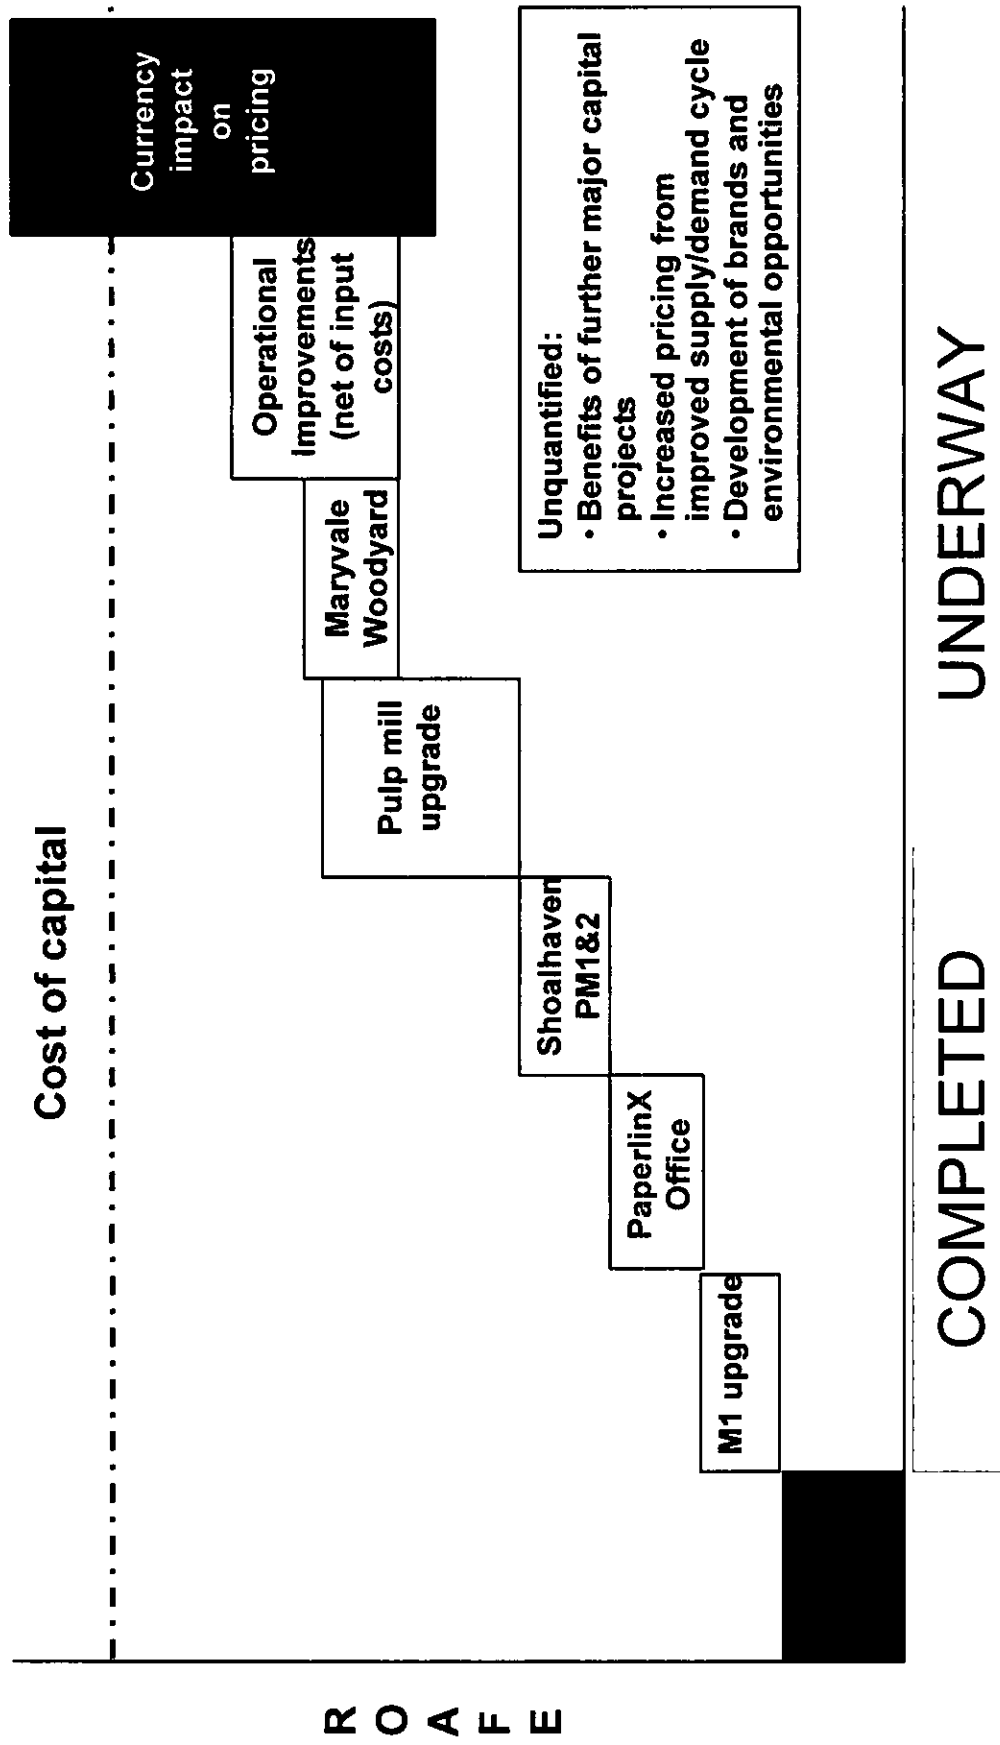 Cost of capital
R
O
A
F
E
M1 upgrade
PaperlinX
Office
Shoalhaven
PM1&2
Pulp mill
upgrade
Maryvale
Woodyard
Operational
Improvements
(net of input
costs)
Currency
impact
on
pricing
Unquantified:
• Benefits of further major capital
projects
• Increased pricing from
improved supply/demand cycle
• Development of brands and
environmental opportunities
COMPLETED
UNDERWAY